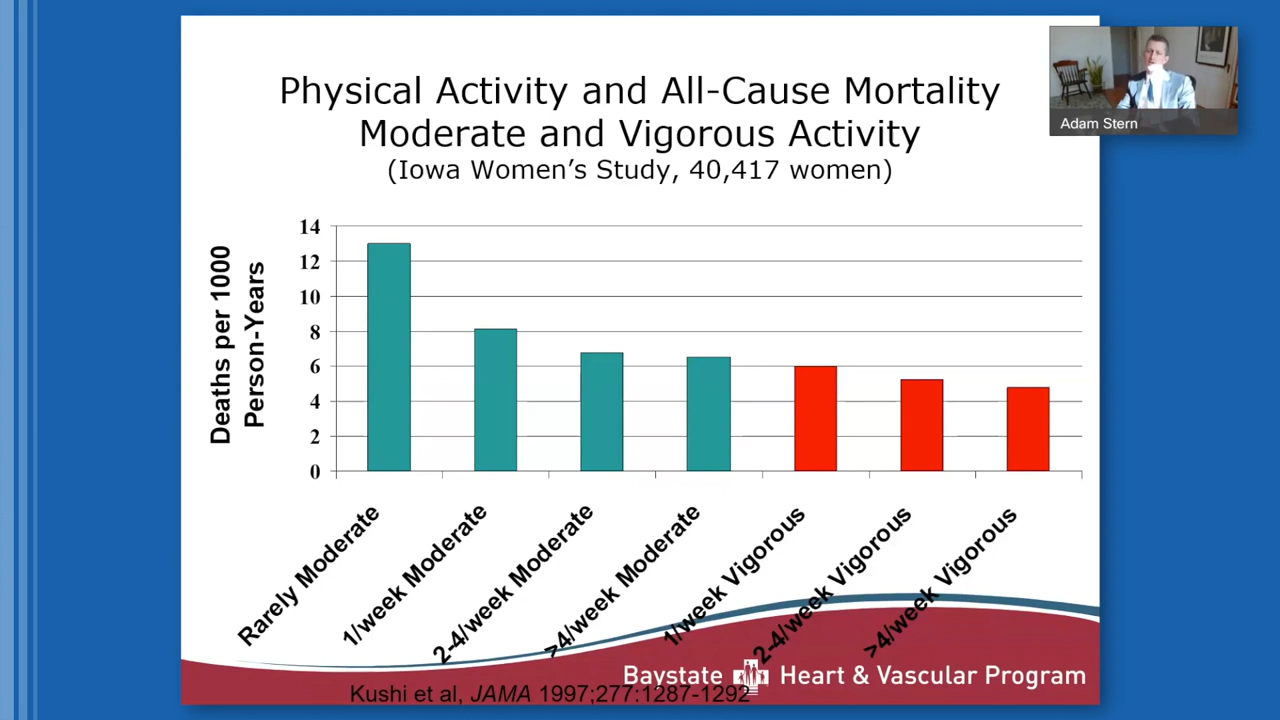 Physical Activity and All-Cause Mortality
Moderate and Vigorous Activity
(Iowa Women’s Study, 40,417 women)
Adam Stern
Deaths per 1000
Person-Years
14
12
10
8
6
4
2
0
Rarely Moderate
1/week Moderate
2-4/week Moderate
>4/week Moderate
1/week Vigorous
2-4/week Vigorous
>4/week Vigorous
Baystate Heart & Vascular Program
Kushi et al, JAMA 1997;277:1287-1292